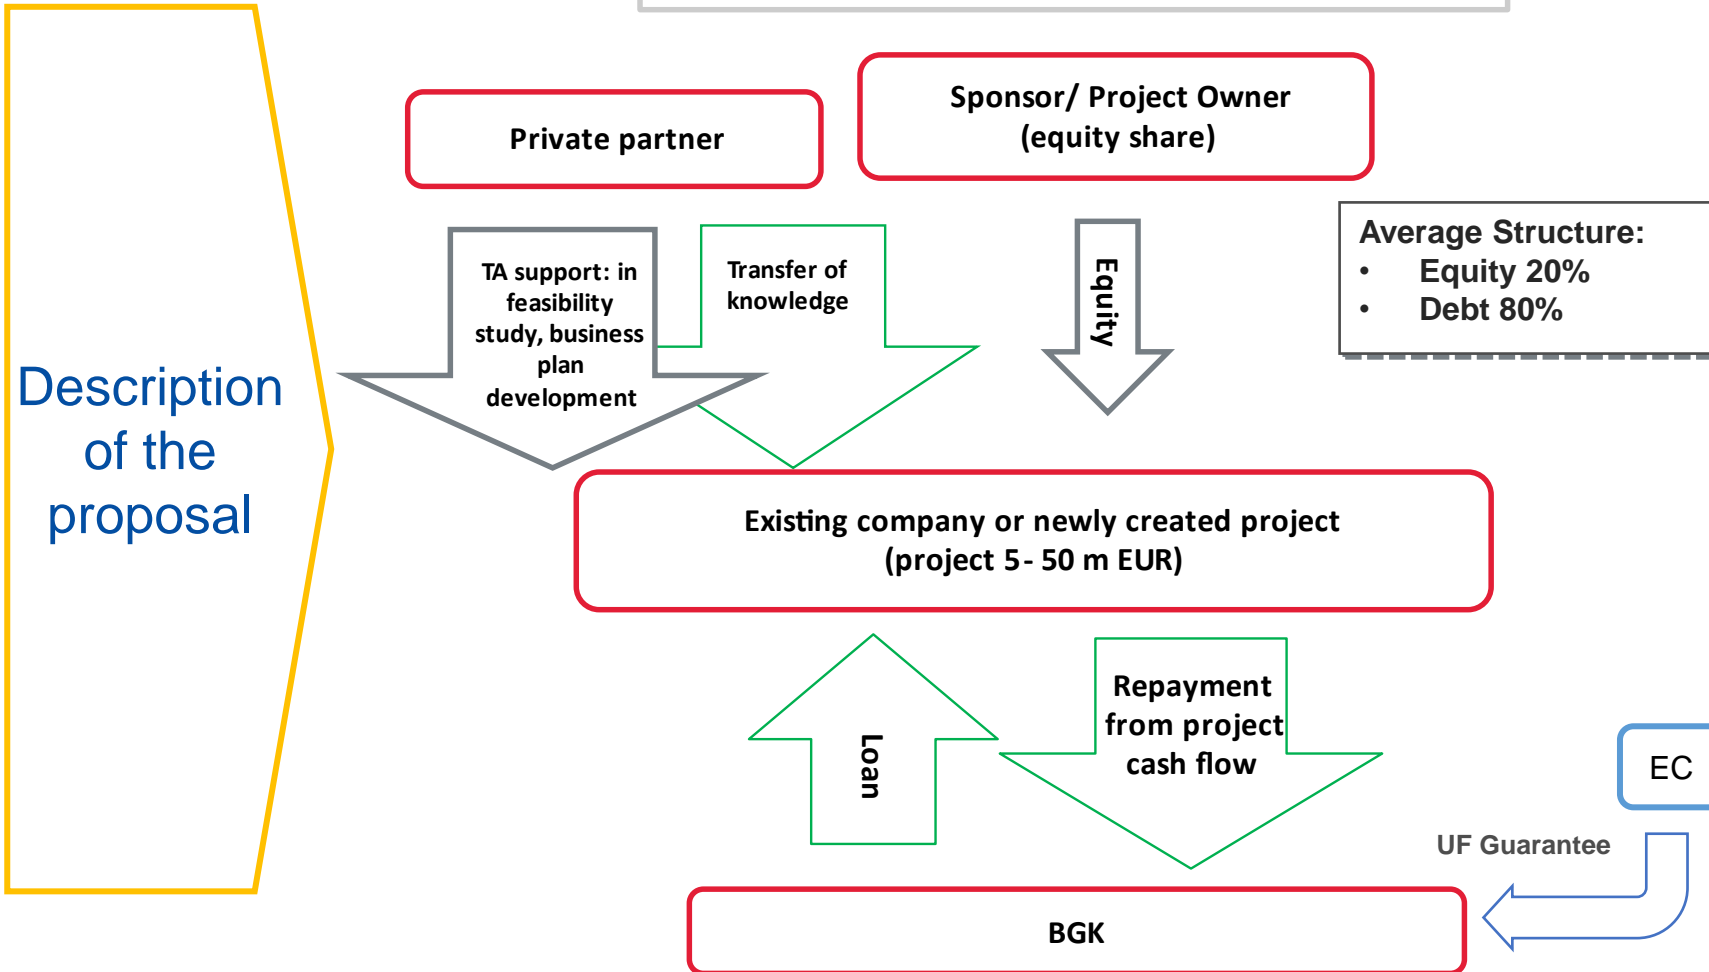 Description
of the
proposal
Private partner
Sponsor/ Project Owner
(equity share)
TA support: in
feasibility
study, business
plan
development
Transfer of
knowledge
Equity
Average Structure:
• Equity 20%
• Debt 80%
Existing company or newly created project
(project 5- 50 m EUR)
Loan
Repayment
from project
cash flow
EC
UF Guarantee
BGK